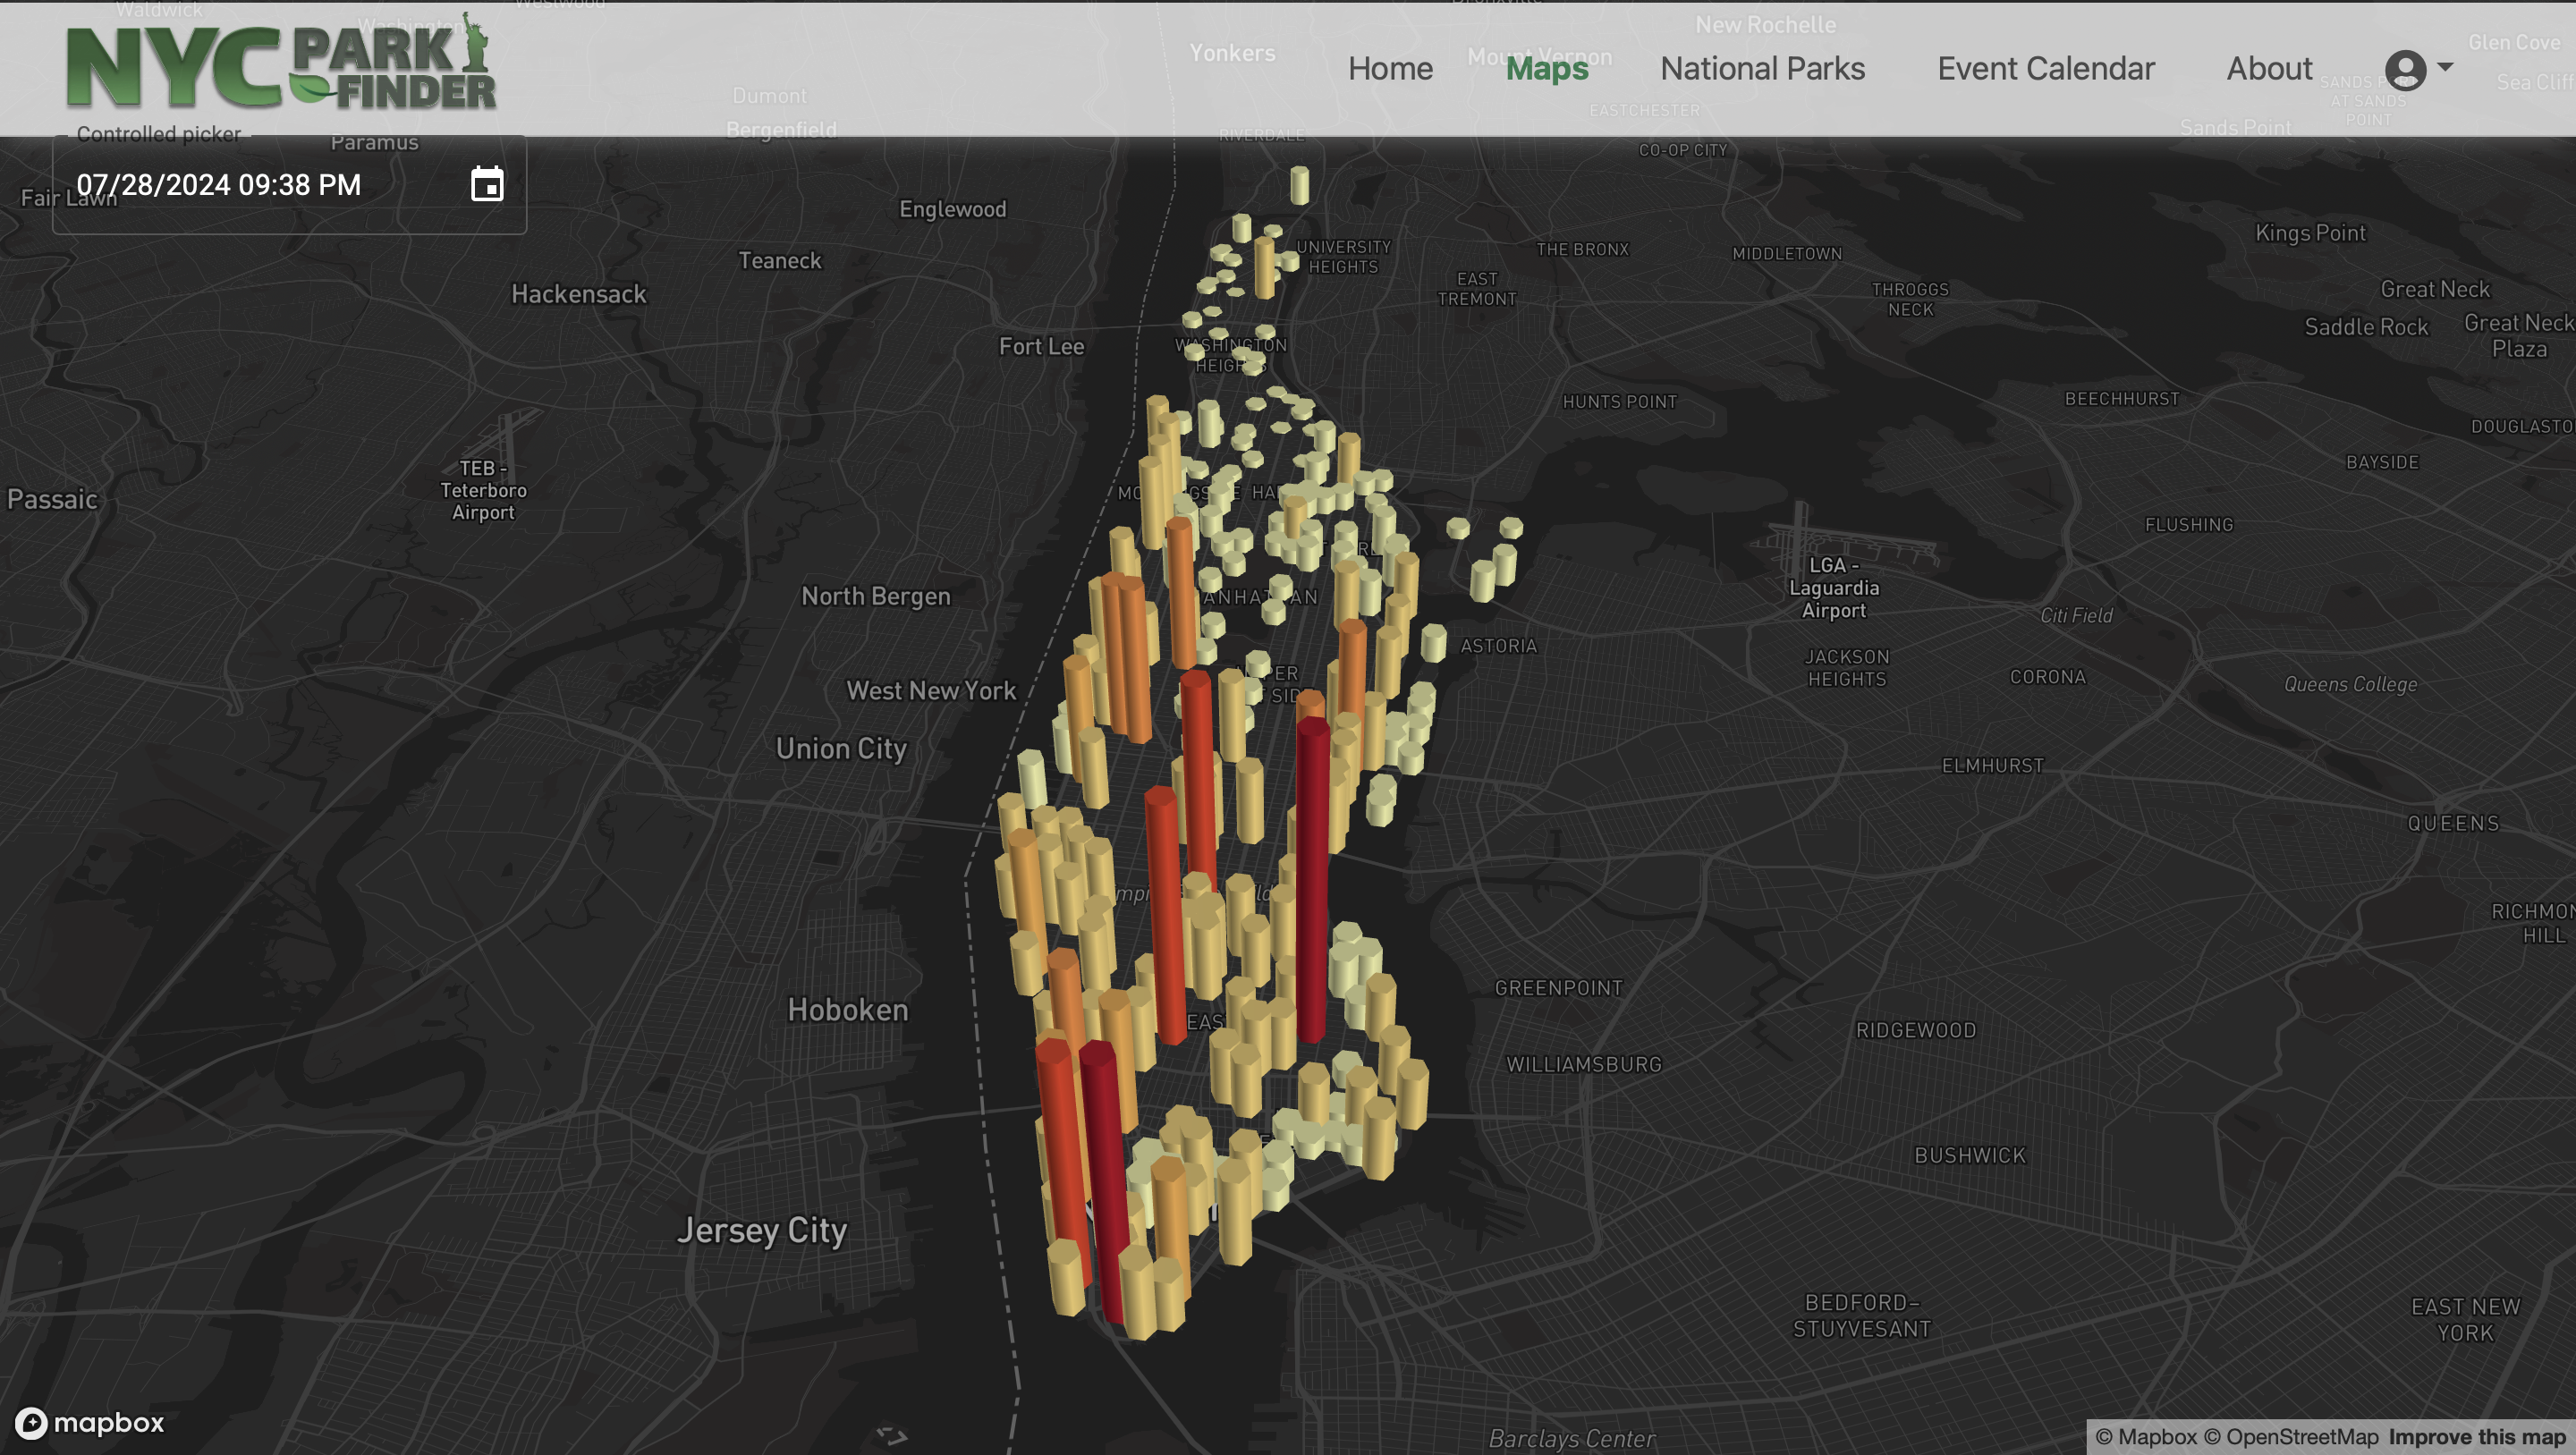 Waldwick
Westwood
Washington
New Rochelle
NYC PARK FINDER
Yonkers
Home
Maps
Mount Vernon
National Parks
Event Calendar
About
Glen Cove
Sea Cliff
SANDS PORT
AT SANDS
POINT
Dumont
EASTCHESTER
Controlled picker
Paramus
Bergenfield
RIVERDALE
Sands Point
CO-OP CITY
07/28/2024 09:38 PM
Fair Lawn
Englewood
Kings Point
Teaneck
UNIVERSITY
HEIGHTS
THE BRONX
MIDDLETOWN
Hackensack
EAST
TREMONT
THROGGS
NECK
Great Neck
Saddle Rock
Great Neck
Plaza
Fort Lee
WASHINGTON
HEIGHTS
HUNTS POINT
BEECHHURST
DOUGLASTO
BAYSIDE
TEB -
Teterboro
Airport
Passaic
FLUSHING
LGA -
Laguardia
Airport
North Bergen
MANHATTAN
Citi Field
ASTORIA
JACKSON
HEIGHTS
CORONA
Queens College
West New York
UPPER
Union City
ELMHURST
QUEENS
RICHMON
HILL
Hoboken
GREENPOINT
RIDGEWOOD
WILLIAMSBURG
BUSHWICK
Jersey City
BEDFORD–
STUYVESANT
EAST NEW
YORK
mapbox
Barclays Center
© Mapbox © OpenStreetMap Improve this map